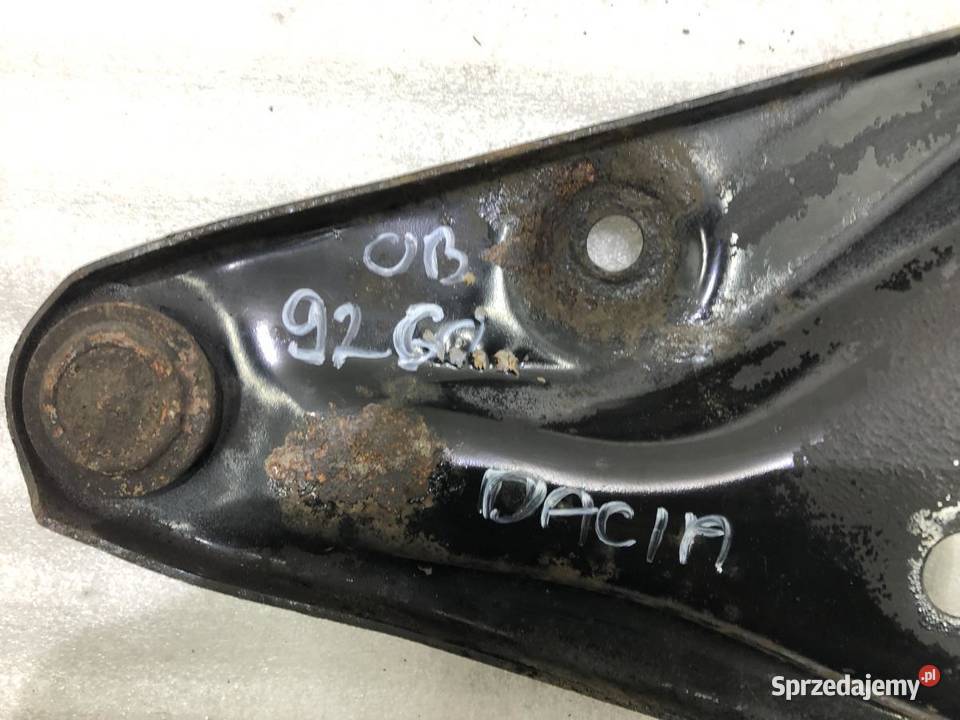 OB
92
DACIA
Sprzedajemy.pl